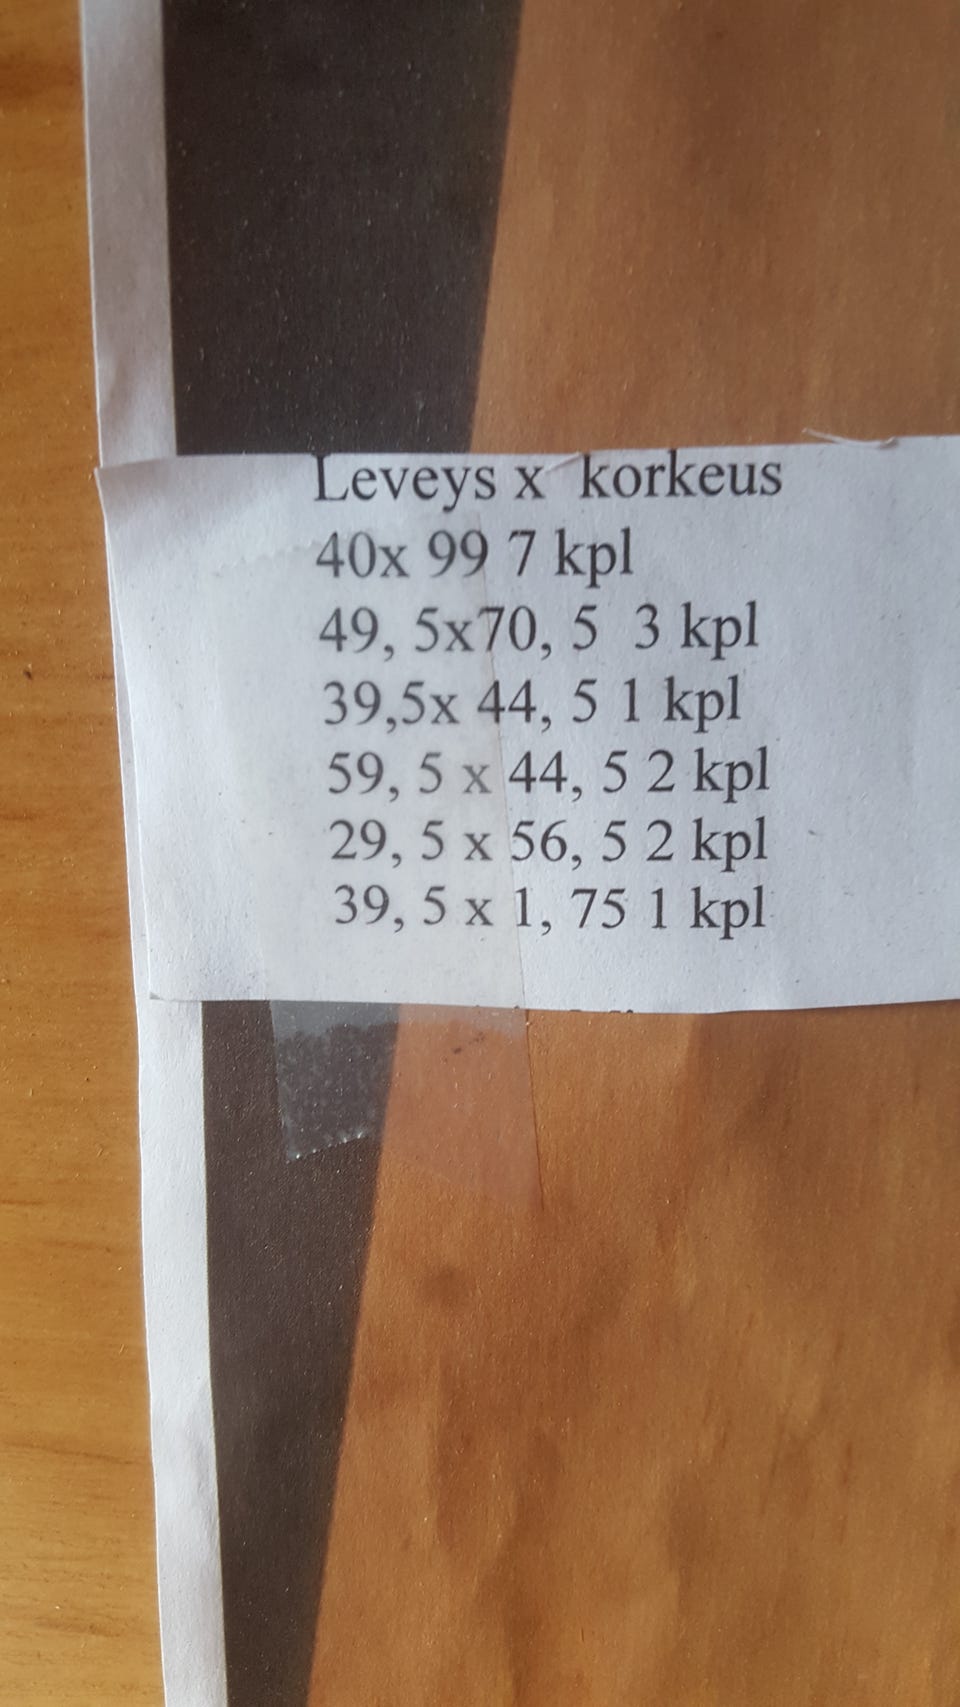 Leveys x korkeus
40x 99 7 kpl
49, 5x70, 5 3 kpl
39,5x 44, 5 1 kpl
59, 5 x 44, 5 2 kpl
29, 5 x 56, 5 2 kpl
39, 5 x 1, 75 1 kpl